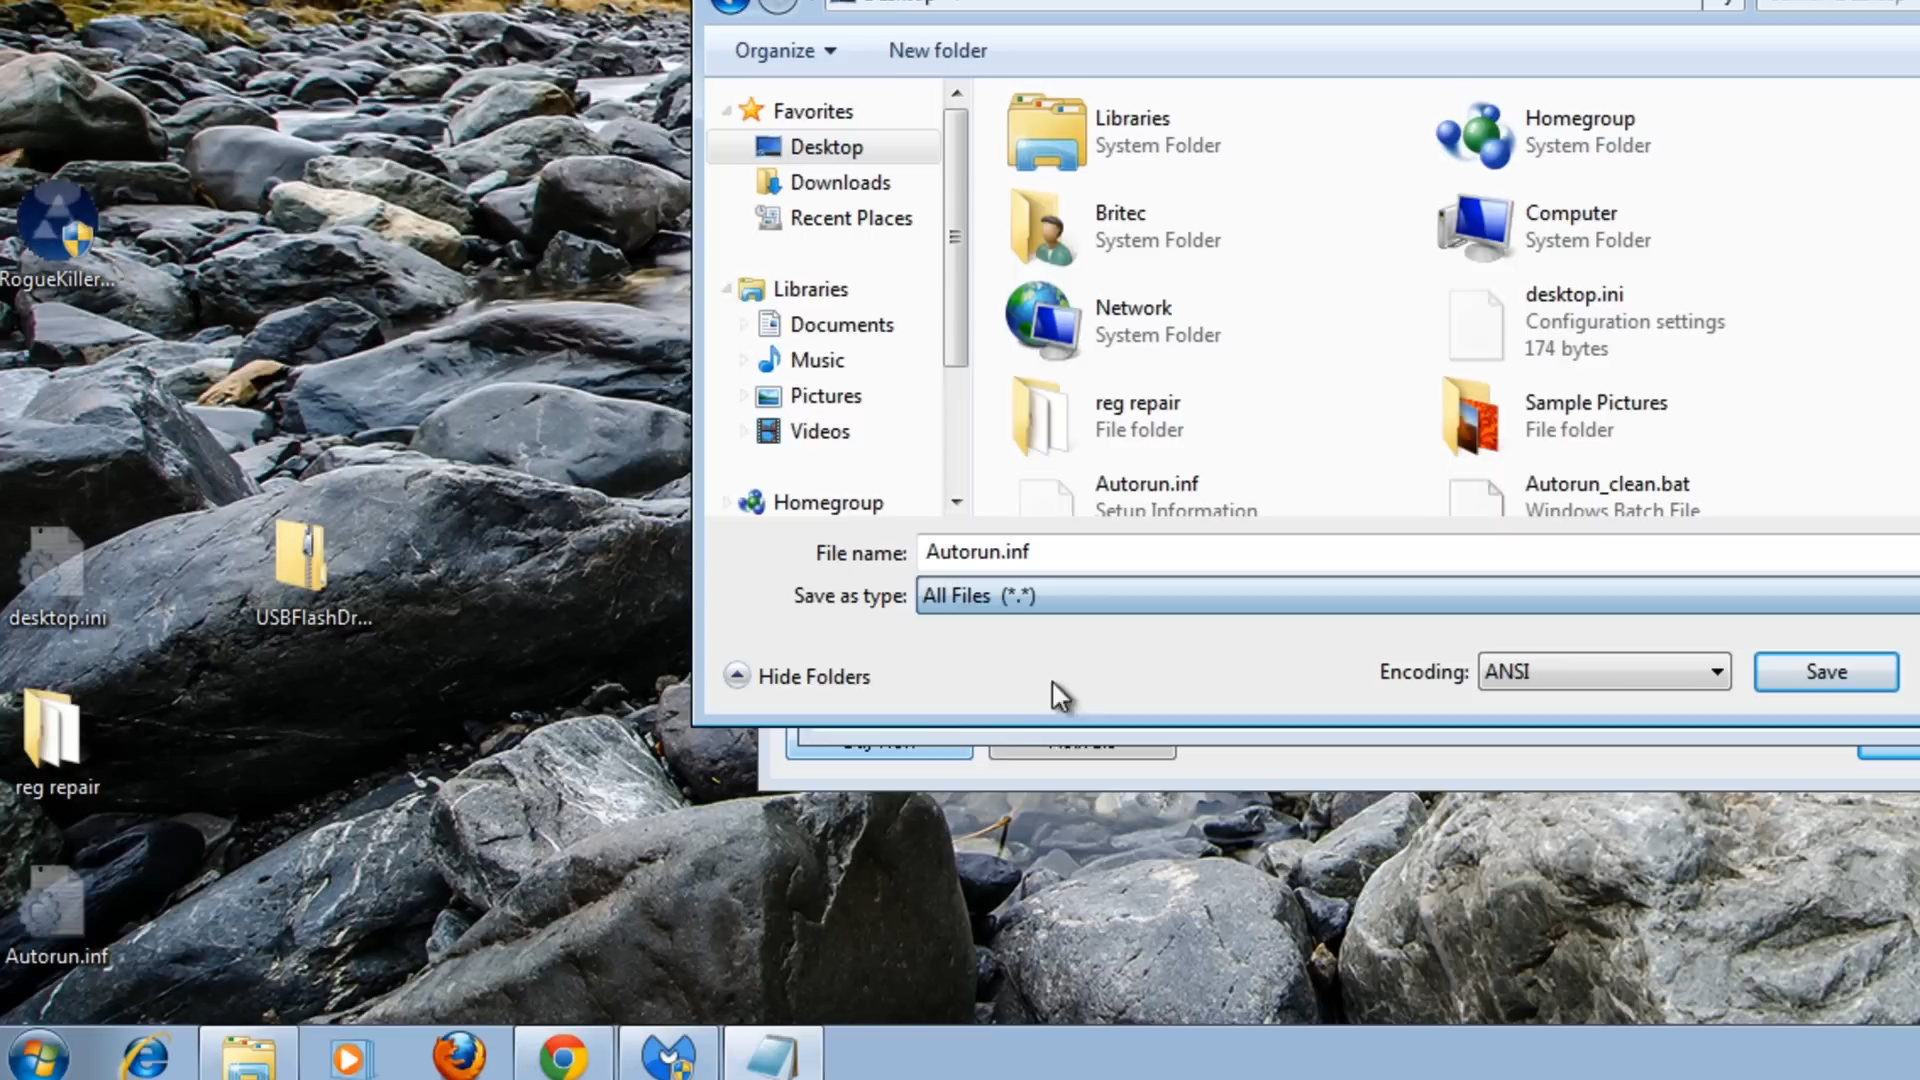 Organize
New folder
Favorites
Desktop
Downloads
Recent Places
Libraries
Documents
Music
Pictures
Videos
Homegroup
Libraries
System Folder
Homegroup
System Folder
Britec
System Folder
Computer
System Folder
Network
System Folder
desktop.ini
Configuration settings
174 bytes
reg repair
File folder
Sample Pictures
File folder
Autorun.inf
Setup Information
Autorun_clean.bat
Windows Batch File
File name: Autorun.inf
Save as type: All Files (*.*)
Hide Folders
Encoding: ANSI
Save
RogueKiller...
desktop.ini
USBFlashDr...
reg repair
Autorun.inf